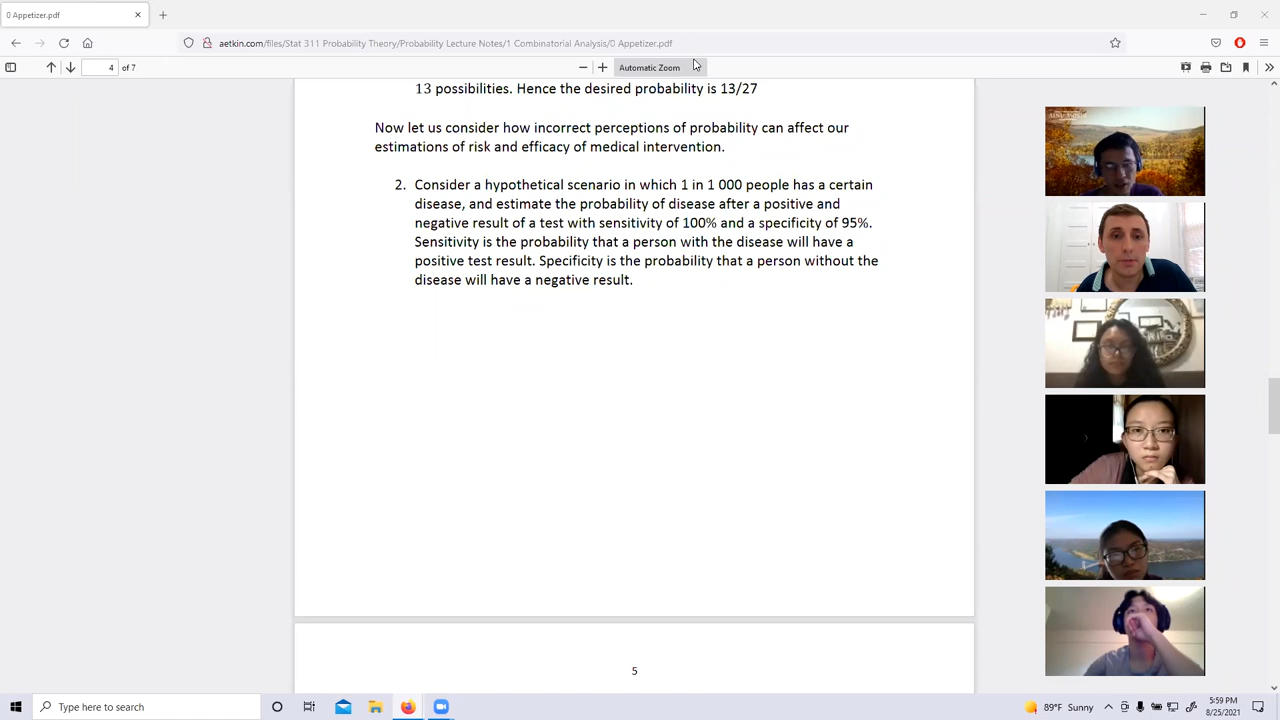 0 Appetizer.pdf
aetkin.com/files/Stat 311 Probability Theory/Probability Lecture Notes/1 Combinatorial Analysis/0 Appetizer.pdf
4 of 7
Automatic Zoom
13 possibilities. Hence the desired probability is 13/27
Now let us consider how incorrect perceptions of probability can affect our
estimations of risk and efficacy of medical intervention.
2. Consider a hypothetical scenario in which 1 in 1 000 people has a certain
disease, and estimate the probability of disease after a positive and
negative result of a test with sensitivity of 100% and a specificity of 95%.
Sensitivity is the probability that a person with the disease will have a
positive test result. Specificity is the probability that a person without the
disease will have a negative result.
5
Type here to search
89°F Sunny
5:59 PM
8/25/2021